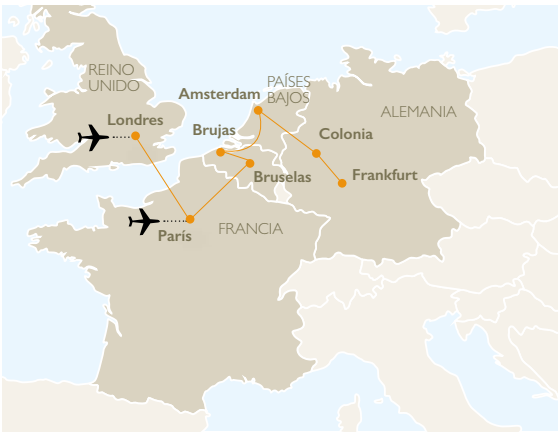 REINO
UNIDO
PAÍSES
BAJOS
Amsterdam
ALEMANIA
Londres
Brujas
Colonia
Bruselas
Frankfurt
París
FRANCIA